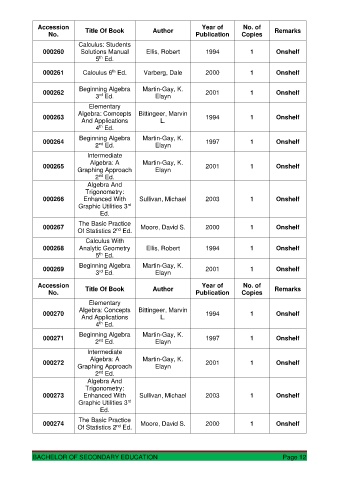 Accession No. Title Of Book Author Year of Publication No. of Copies Remarks
000260 Calculus: Students Solutions Manual 5th Ed. Ellis, Robert 1994 1 Onshelf
000261 Calculus 6th Ed. Varberg, Dale 2000 1 Onshelf
000262 Beginning Algebra 3rd Ed. Martin-Gay, K. Elayn 2001 1 Onshelf
000263 Elementary Algebra: Comcepts And Applications 4th Ed. Bittingeer, Marvin L. 1994 1 Onshelf
000264 Beginning Algebra 2nd Ed. Martin-Gay, K. Elayn 1997 1 Onshelf
000265 Intermediate Algebra: A Graphing Approach 2nd Ed. Martin-Gay, K. Elayn 2001 1 Onshelf
000266 Algebra And Trigonometry: Enhanced With Graphic Utilities 3rd Ed. Sullivan, Michael 2003 1 Onshelf
000267 The Basic Practice Of Statistics 2nd Ed. Moore, David S. 2000 1 Onshelf
000268 Calculus With Analytic Geometry 5th Ed. Ellis, Robert 1994 1 Onshelf
000269 Beginning Algebra 3rd Ed. Martin-Gay, K. Elayn 2001 1 Onshelf
Accession No. Title Of Book Author Year of Publication No. of Copies Remarks
000270 Elementary Algebra: Concepts And Applications 4th Ed. Bittingeer, Marvin L. 1994 1 Onshelf
000271 Beginning Algebra 2nd Ed. Martin-Gay, K. Elayn 1997 1 Onshelf
000272 Intermediate Algebra: A Graphing Approach 2nd Ed. Martin-Gay, K. Elayn 2001 1 Onshelf
000273 Algebra And Trigonometry: Enhanced With Graphic Utilities 3rd Ed. Sullivan, Michael 2003 1 Onshelf
000274 The Basic Practice Of Statistics 2nd Ed. Moore, David S. 2000 1 Onshelf
BACHELOR OF SECONDARY EDUCATION Page 12